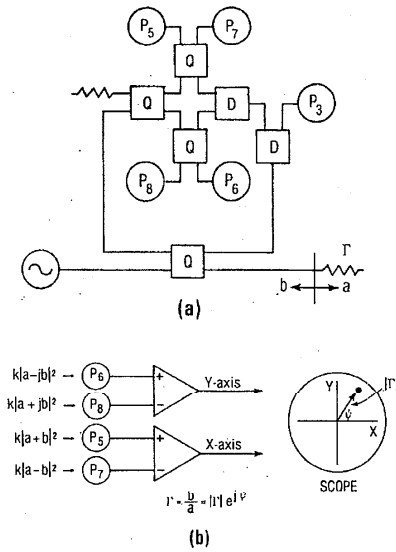 P5
P7
Q
Q
D
P3
Q
D
P8
P6
Γ
Q
b
a
(a)
k|a−jb|² → P6 +
Y-axis
k|a + jb|² → P8 −
k|a+b|² → P5 +
X-axis
k|a−b|² → P7 −
Y
|Γ|
ψ
X
SCOPE
Γ = b/a = |Γ| e^jψ
(b)